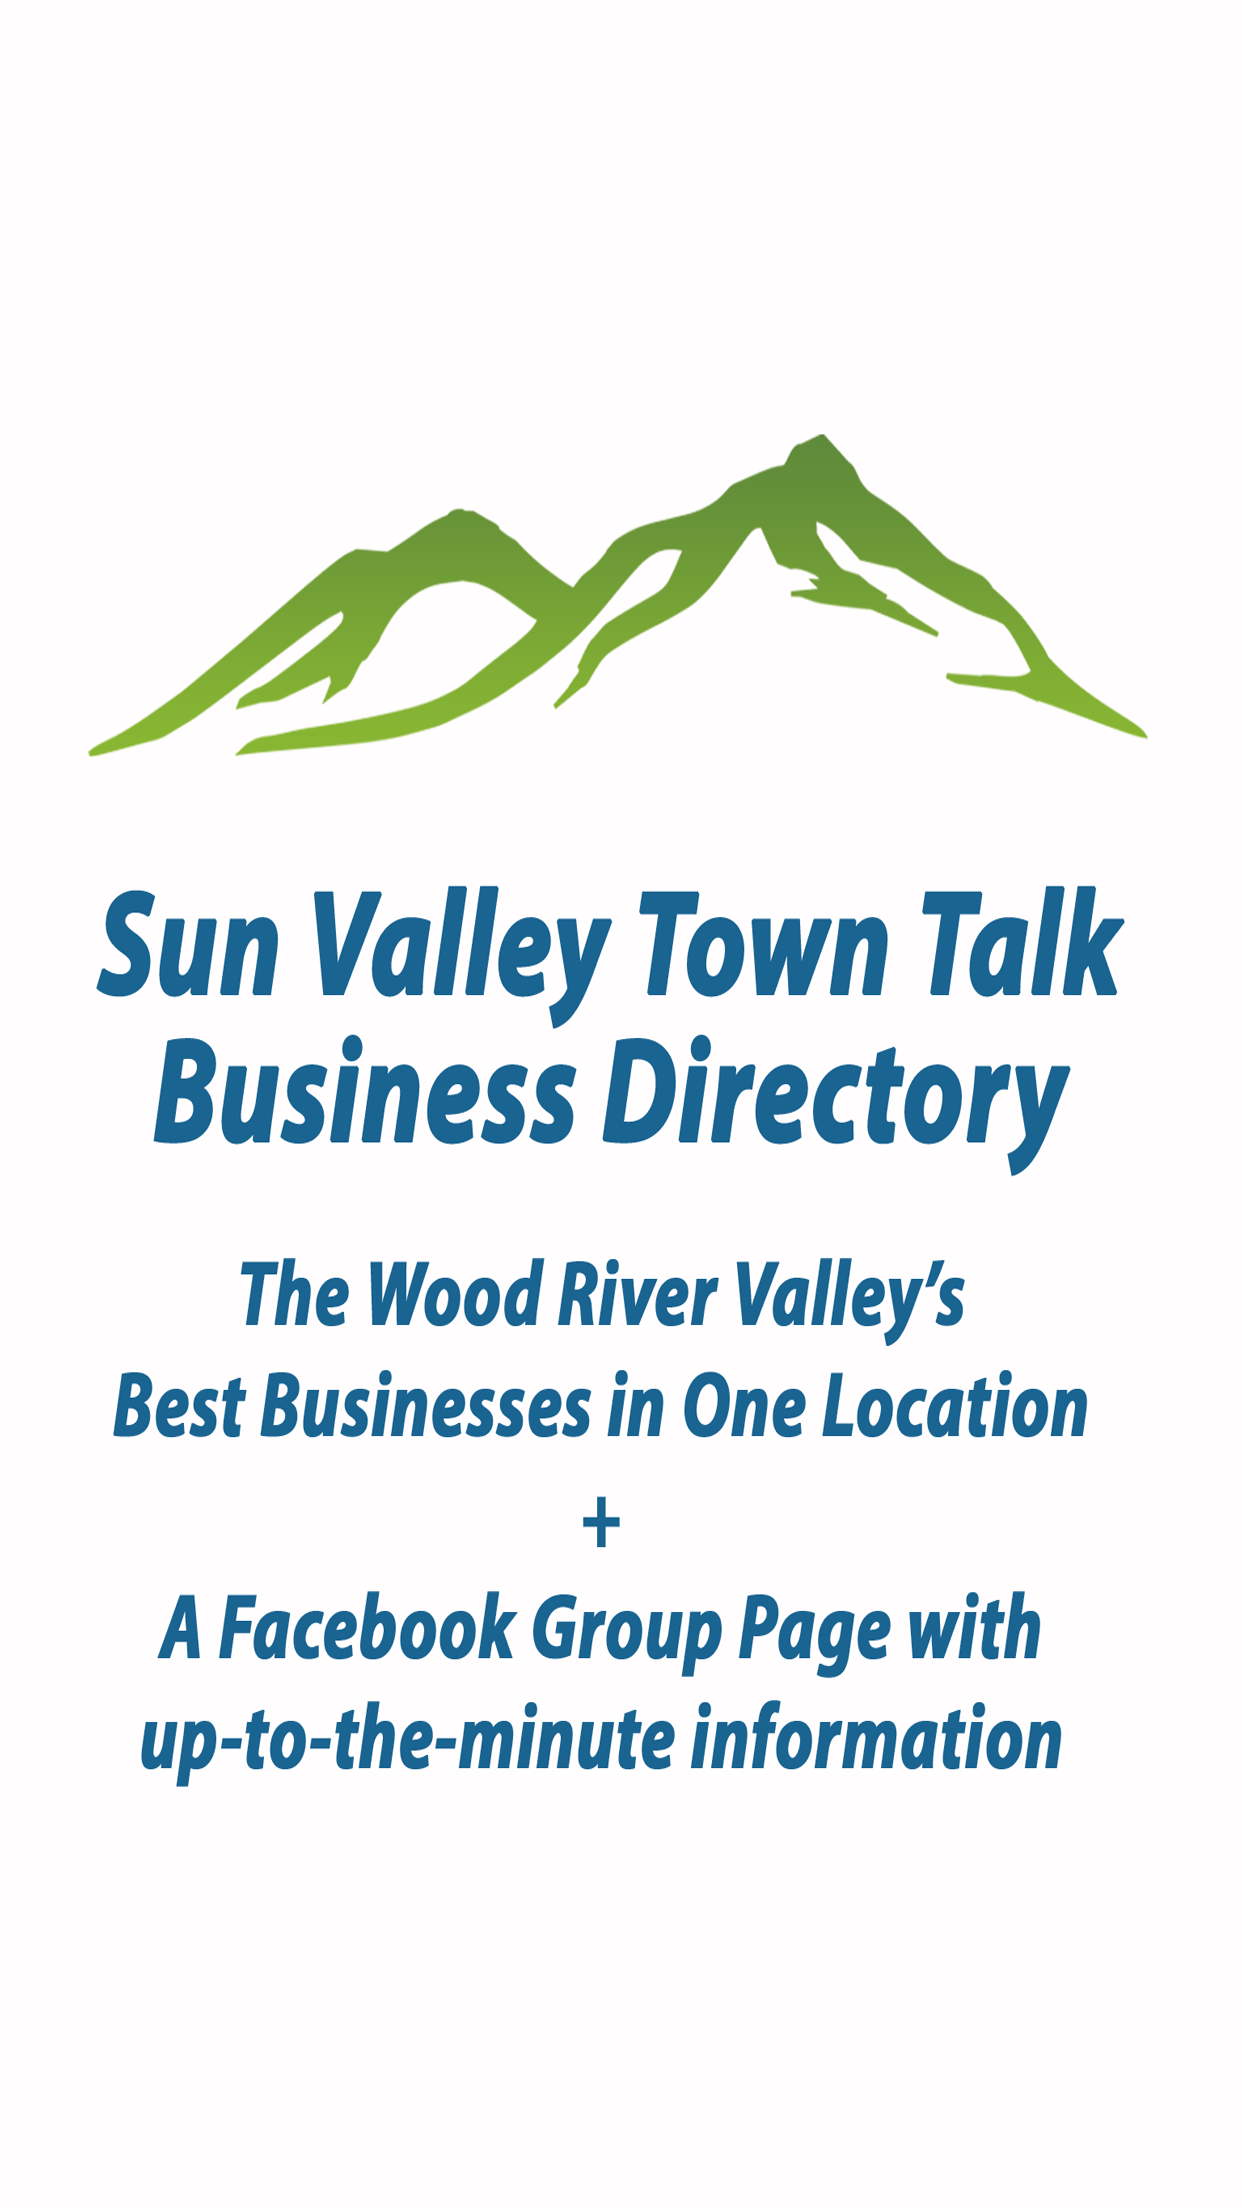 Sun Valley Town Talk
Business Directory
The Wood River Valley’s
Best Businesses in One Location
+
A Facebook Group Page with
up-to-the-minute information